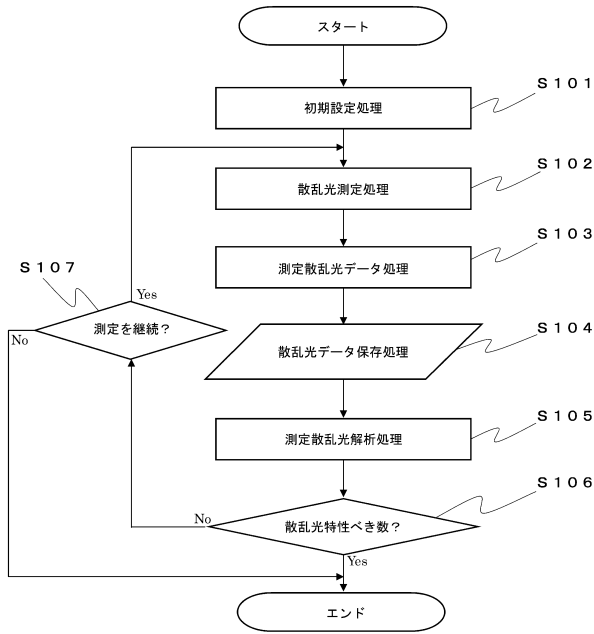 スタート
S101
初期設定処理
S102
散乱光測定処理
S103
測定散乱光データ処理
S107
Yes
測定を継続?
No
S104
散乱光データ保存処理
S105
測定散乱光解析処理
S106
No
散乱光特性べき数?
Yes
エンド